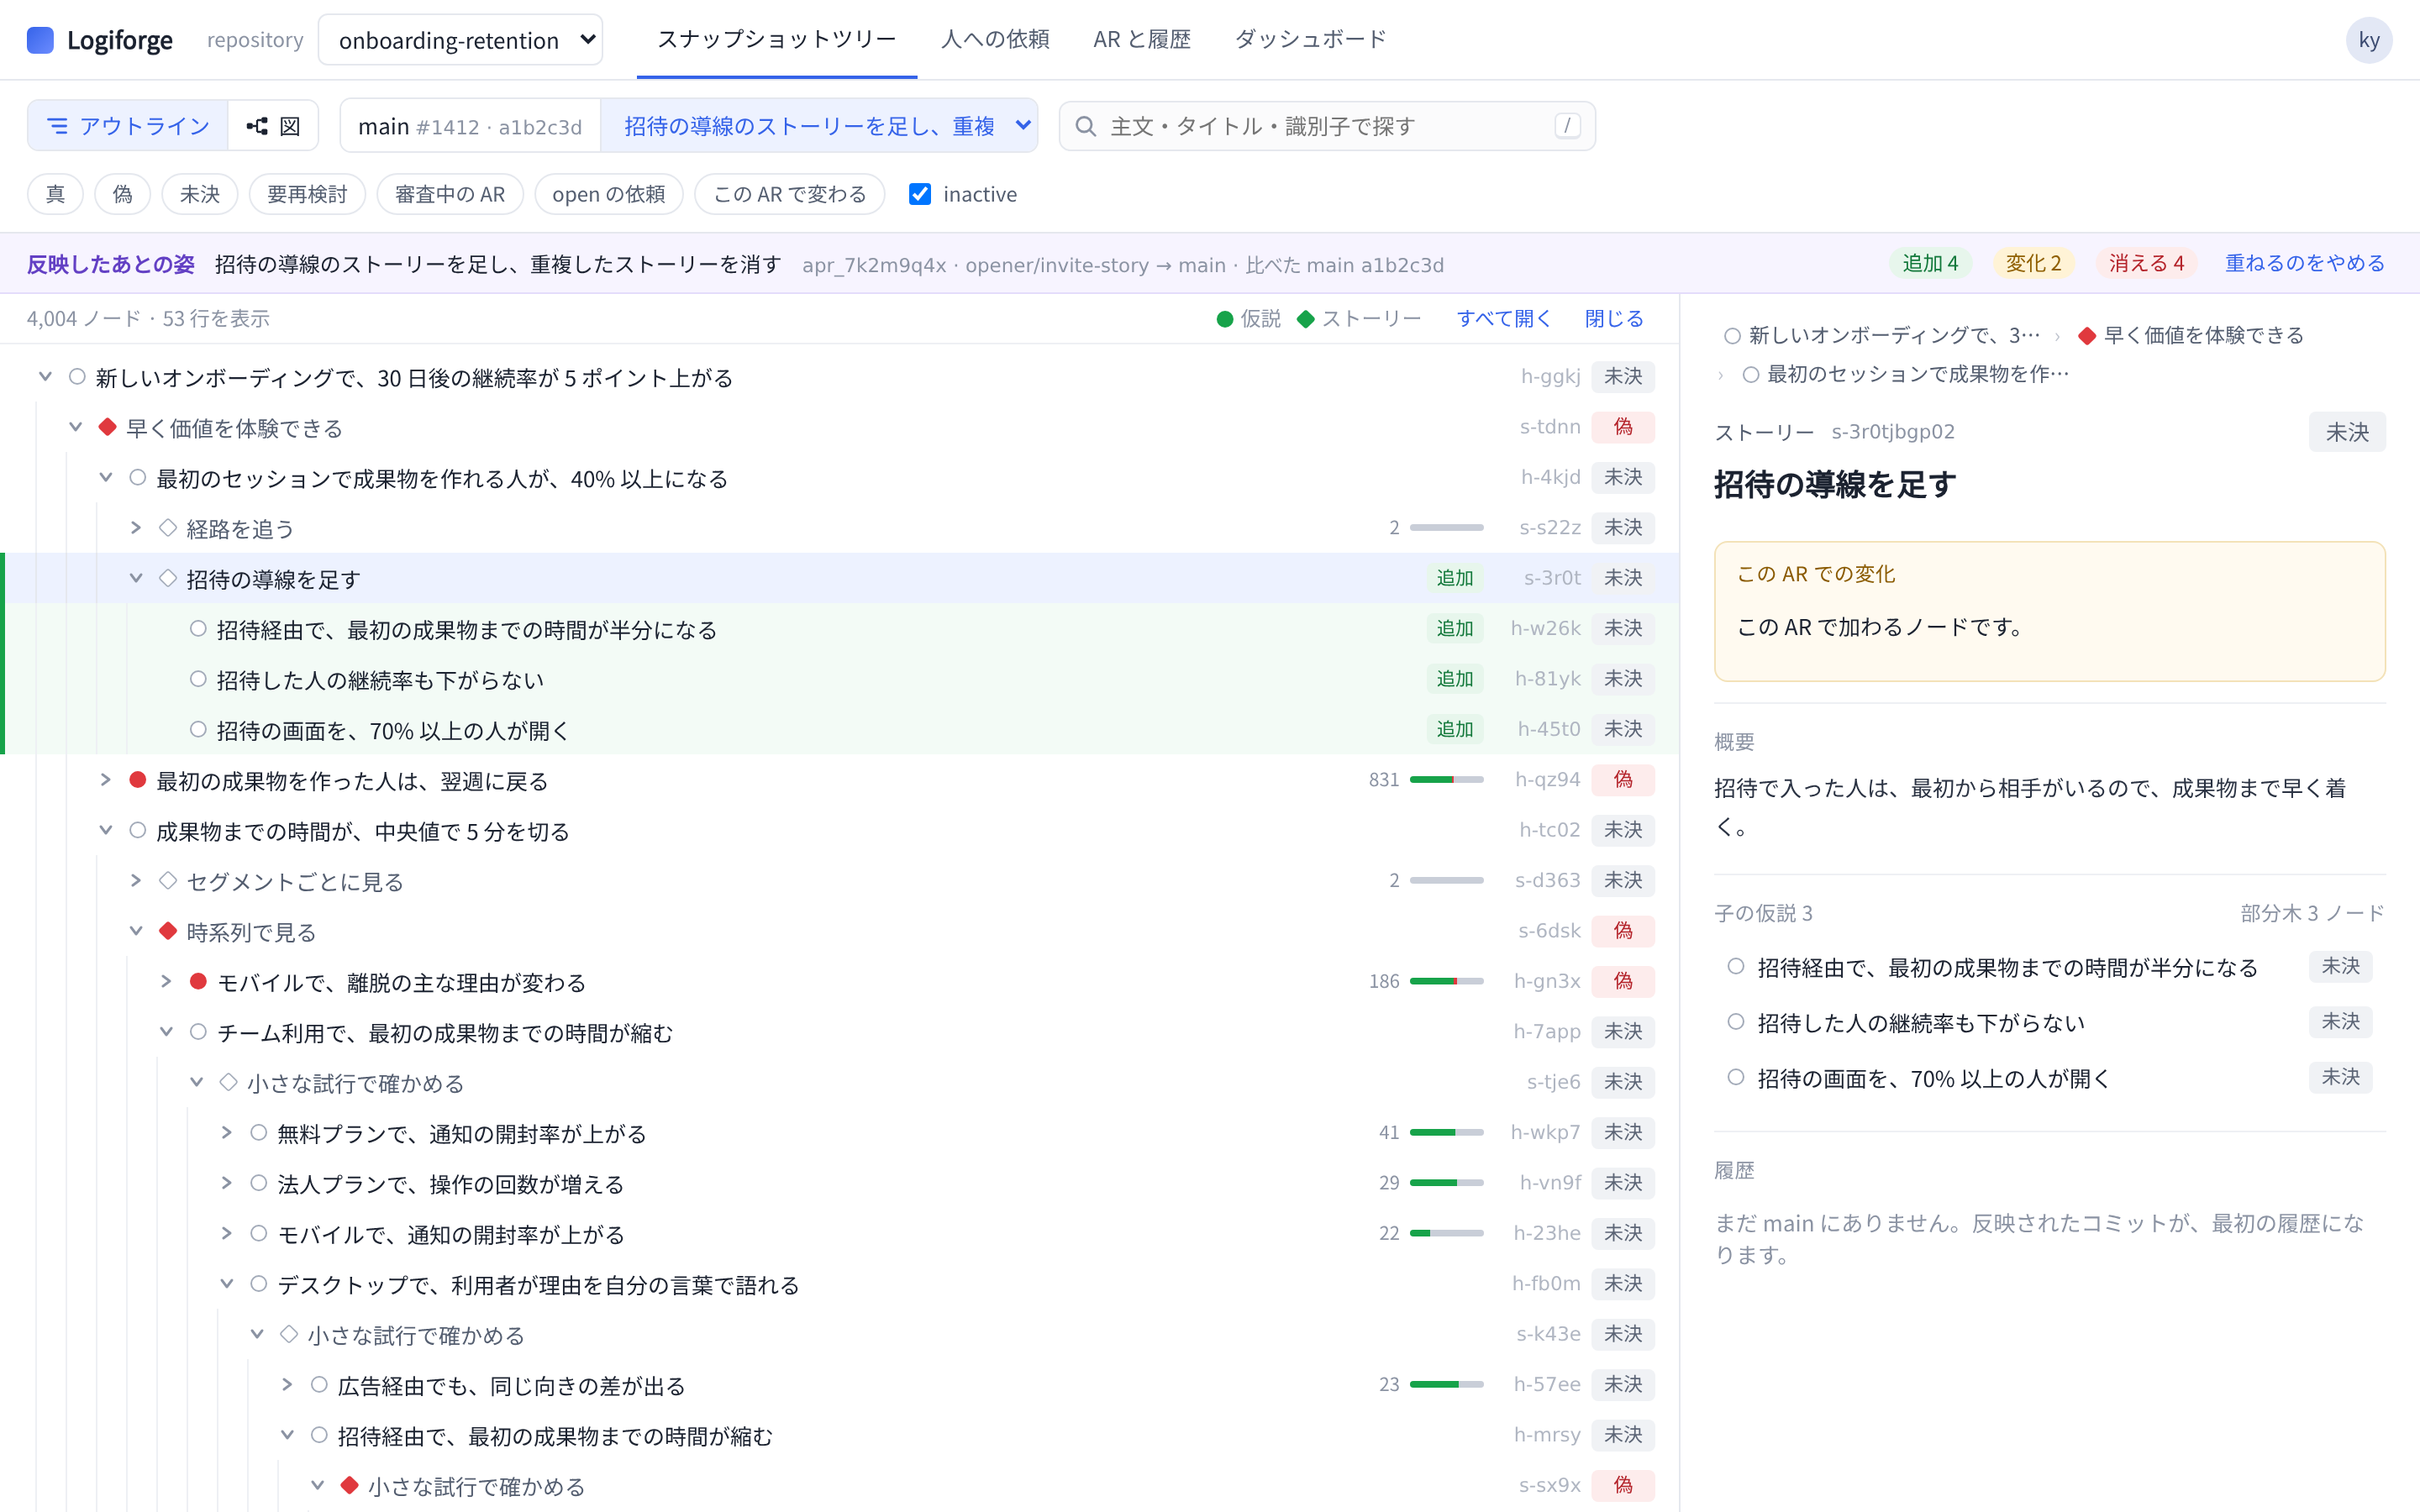 Logiforge repository onboarding-retention スナップショットツリー 人への依頼 AR と履歴 ダッシュボード ky
アウトライン 図 main #1412 · a1b2c3d 招待の導線のストーリーを足し、重複 主文・タイトル・識別子で探す /
真 偽 未決 要再検討 審査中の AR open の依頼 この AR で変わる inactive
反映したあとの姿 招待の導線のストーリーを足し、重複したストーリーを消す apr_7k2m9q4x · opener/invite-story → main · 比べた main a1b2c3d 追加 4 変化 2 消える 4 重ねるのをやめる
4,004 ノード · 53 行を表示 仮説 ストーリー すべて開く 閉じる
新しいオンボーディングで、30 日後の継続率が 5 ポイント上がる h-ggkj 未決
早く価値を体験できる s-tdnn 偽
最初のセッションで成果物を作れる人が、40% 以上になる h-4kjd 未決
経路を追う 2 s-s22z 未決
招待の導線を足す 追加 s-3r0t 未決
招待経由で、最初の成果物までの時間が半分になる 追加 h-w26k 未決
招待した人の継続率も下がらない 追加 h-81yk 未決
招待の画面を、70% 以上の人が開く 追加 h-45t0 未決
最初の成果物を作った人は、翌週に戻る 831 h-qz94 偽
成果物までの時間が、中央値で 5 分を切る h-tc02 未決
セグメントごとに見る 2 s-d363 未決
時系列で見る s-6dsk 偽
モバイルで、離脱の主な理由が変わる 186 h-gn3x 偽
チーム利用で、最初の成果物までの時間が縮む h-7app 未決
小さな試行で確かめる s-tje6 未決
無料プランで、通知の開封率が上がる 41 h-wkp7 未決
法人プランで、操作の回数が増える 29 h-vn9f 未決
モバイルで、通知の開封率が上がる 22 h-23he 未決
デスクトップで、利用者が理由を自分の言葉で語れる h-fb0m 未決
小さな試行で確かめる s-k43e 未決
広告経由でも、同じ向きの差が出る 23 h-57ee 未決
招待経由で、最初の成果物までの時間が縮む h-mrsy 未決
小さな試行で確かめる s-sx9x 偽
新しいオンボーディングで、3… › 早く価値を体験できる
› 最初のセッションで成果物を作…
ストーリー s-3r0tjbgp02 未決
招待の導線を足す
この AR での変化
この AR で加わるノードです。
概要
招待で入った人は、最初から相手がいるので、成果物まで早く着
く。
子の仮説 3 部分木 3 ノード
招待経由で、最初の成果物までの時間が半分になる 未決
招待した人の継続率も下がらない 未決
招待の画面を、70% 以上の人が開く 未決
履歴
まだ main にありません。反映されたコミットが、最初の履歴にな
ります。